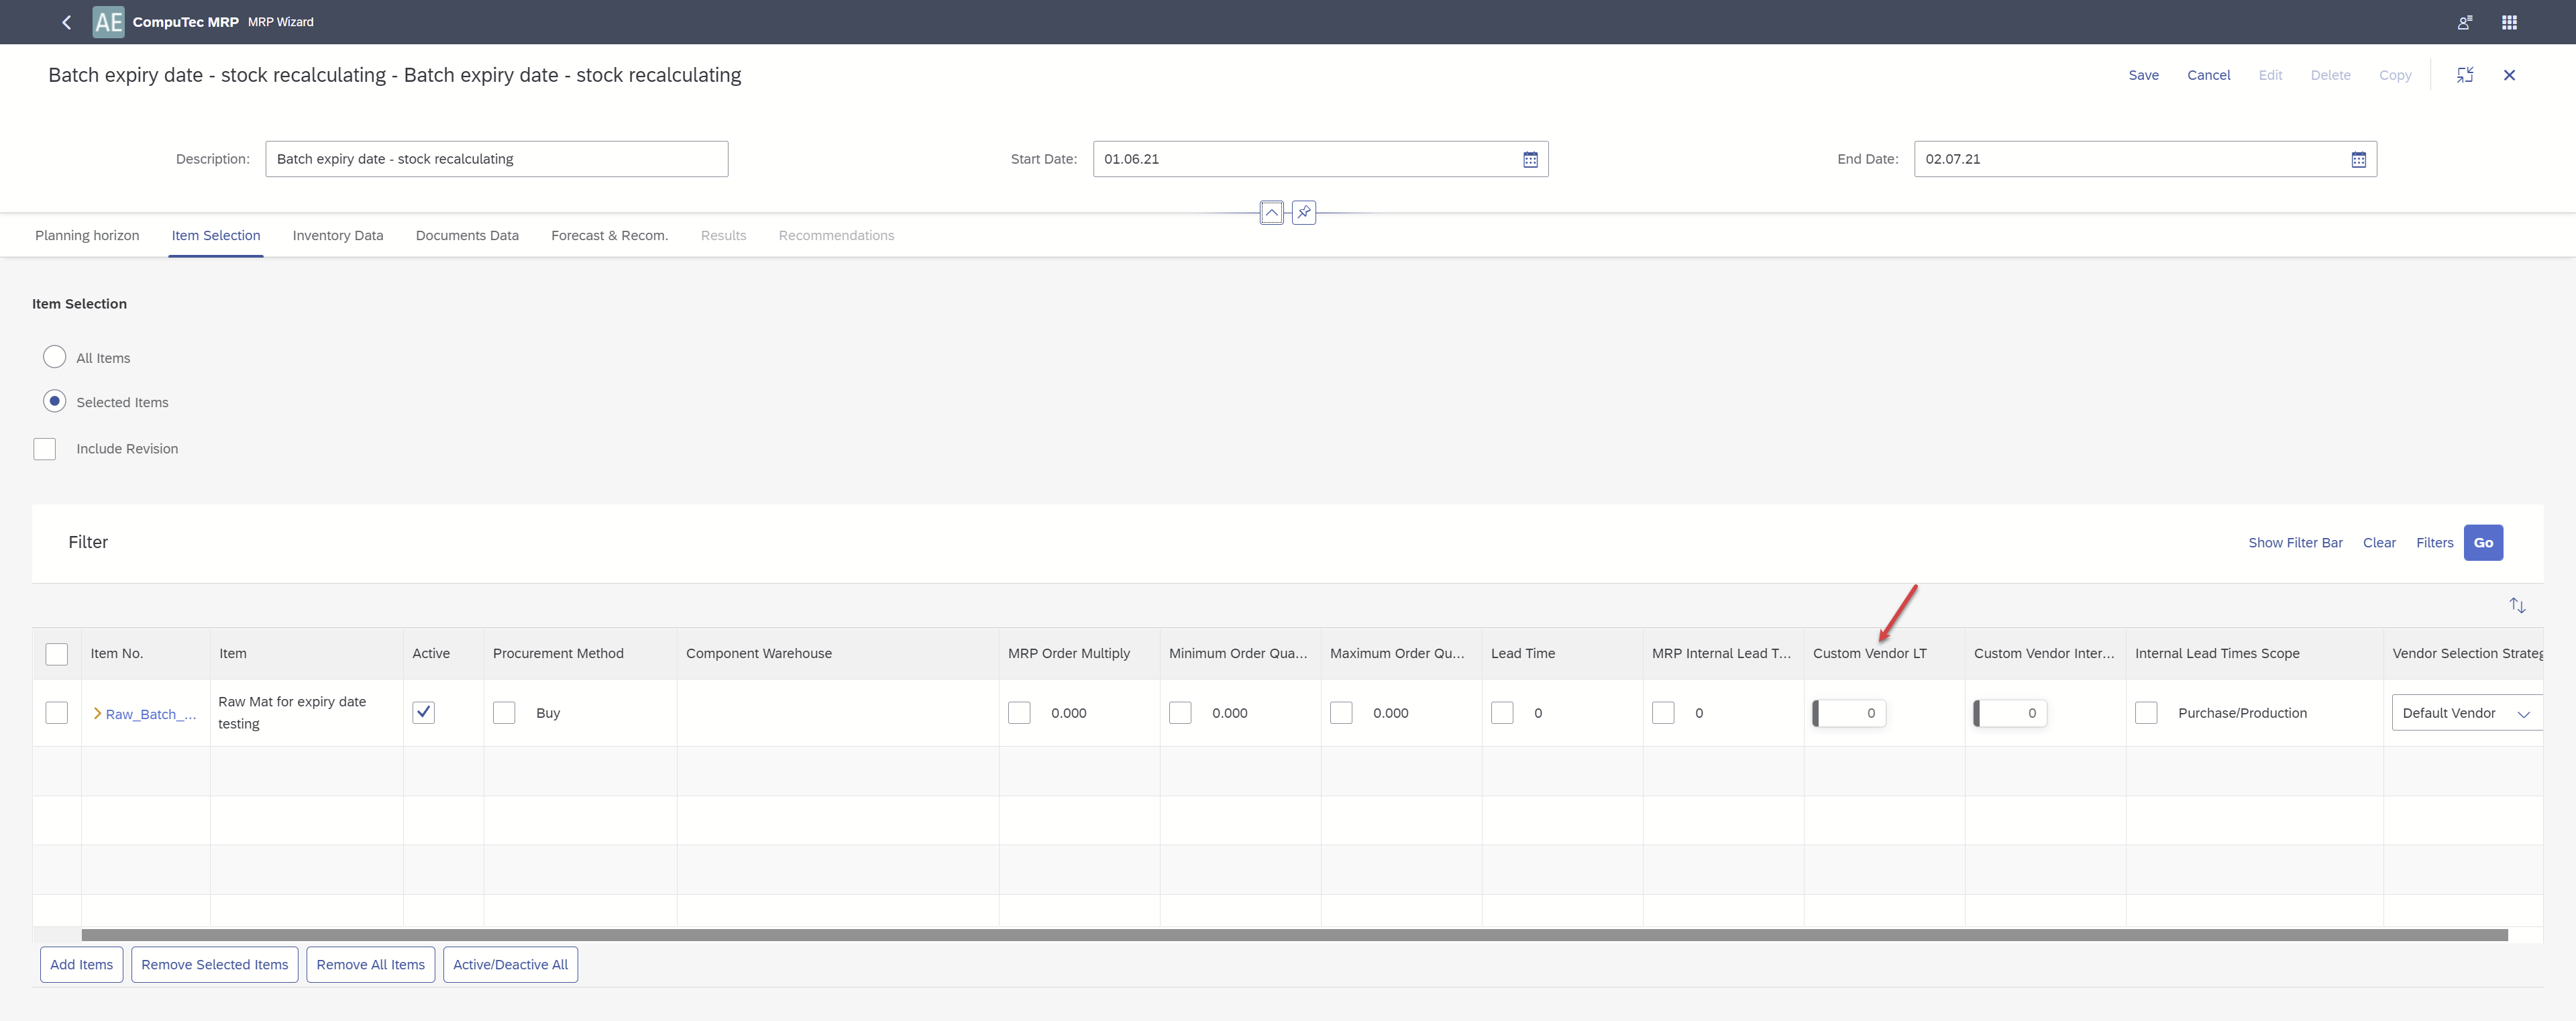 AE CompuTec MRP MRP Wizard
Batch expiry date - stock recalculating - Batch expiry date - stock recalculating
Save Cancel Edit Delete Copy
Description: Batch expiry date - stock recalculating Start Date: 01.06.21 End Date: 02.07.21
Planning horizon Item Selection Inventory Data Documents Data Forecast & Recom. Results Recommendations
Item Selection
All Items
Selected Items
Include Revision
Filter Show Filter Bar Clear Filters Go
Item No. Item Active Procurement Method Component Warehouse MRP Order Multiply Minimum Order Qua... Maximum Order Qu... Lead Time MRP Internal Lead T... Custom Vendor LT Custom Vendor Inter... Internal Lead Times Scope Vendor Selection Strateg
Raw_Batch_... Raw Mat for expiry date testing Buy 0.000 0.000 0.000 0 0 0 0 Purchase/Production Default Vendor
Add Items Remove Selected Items Remove All Items Active/Deactive All